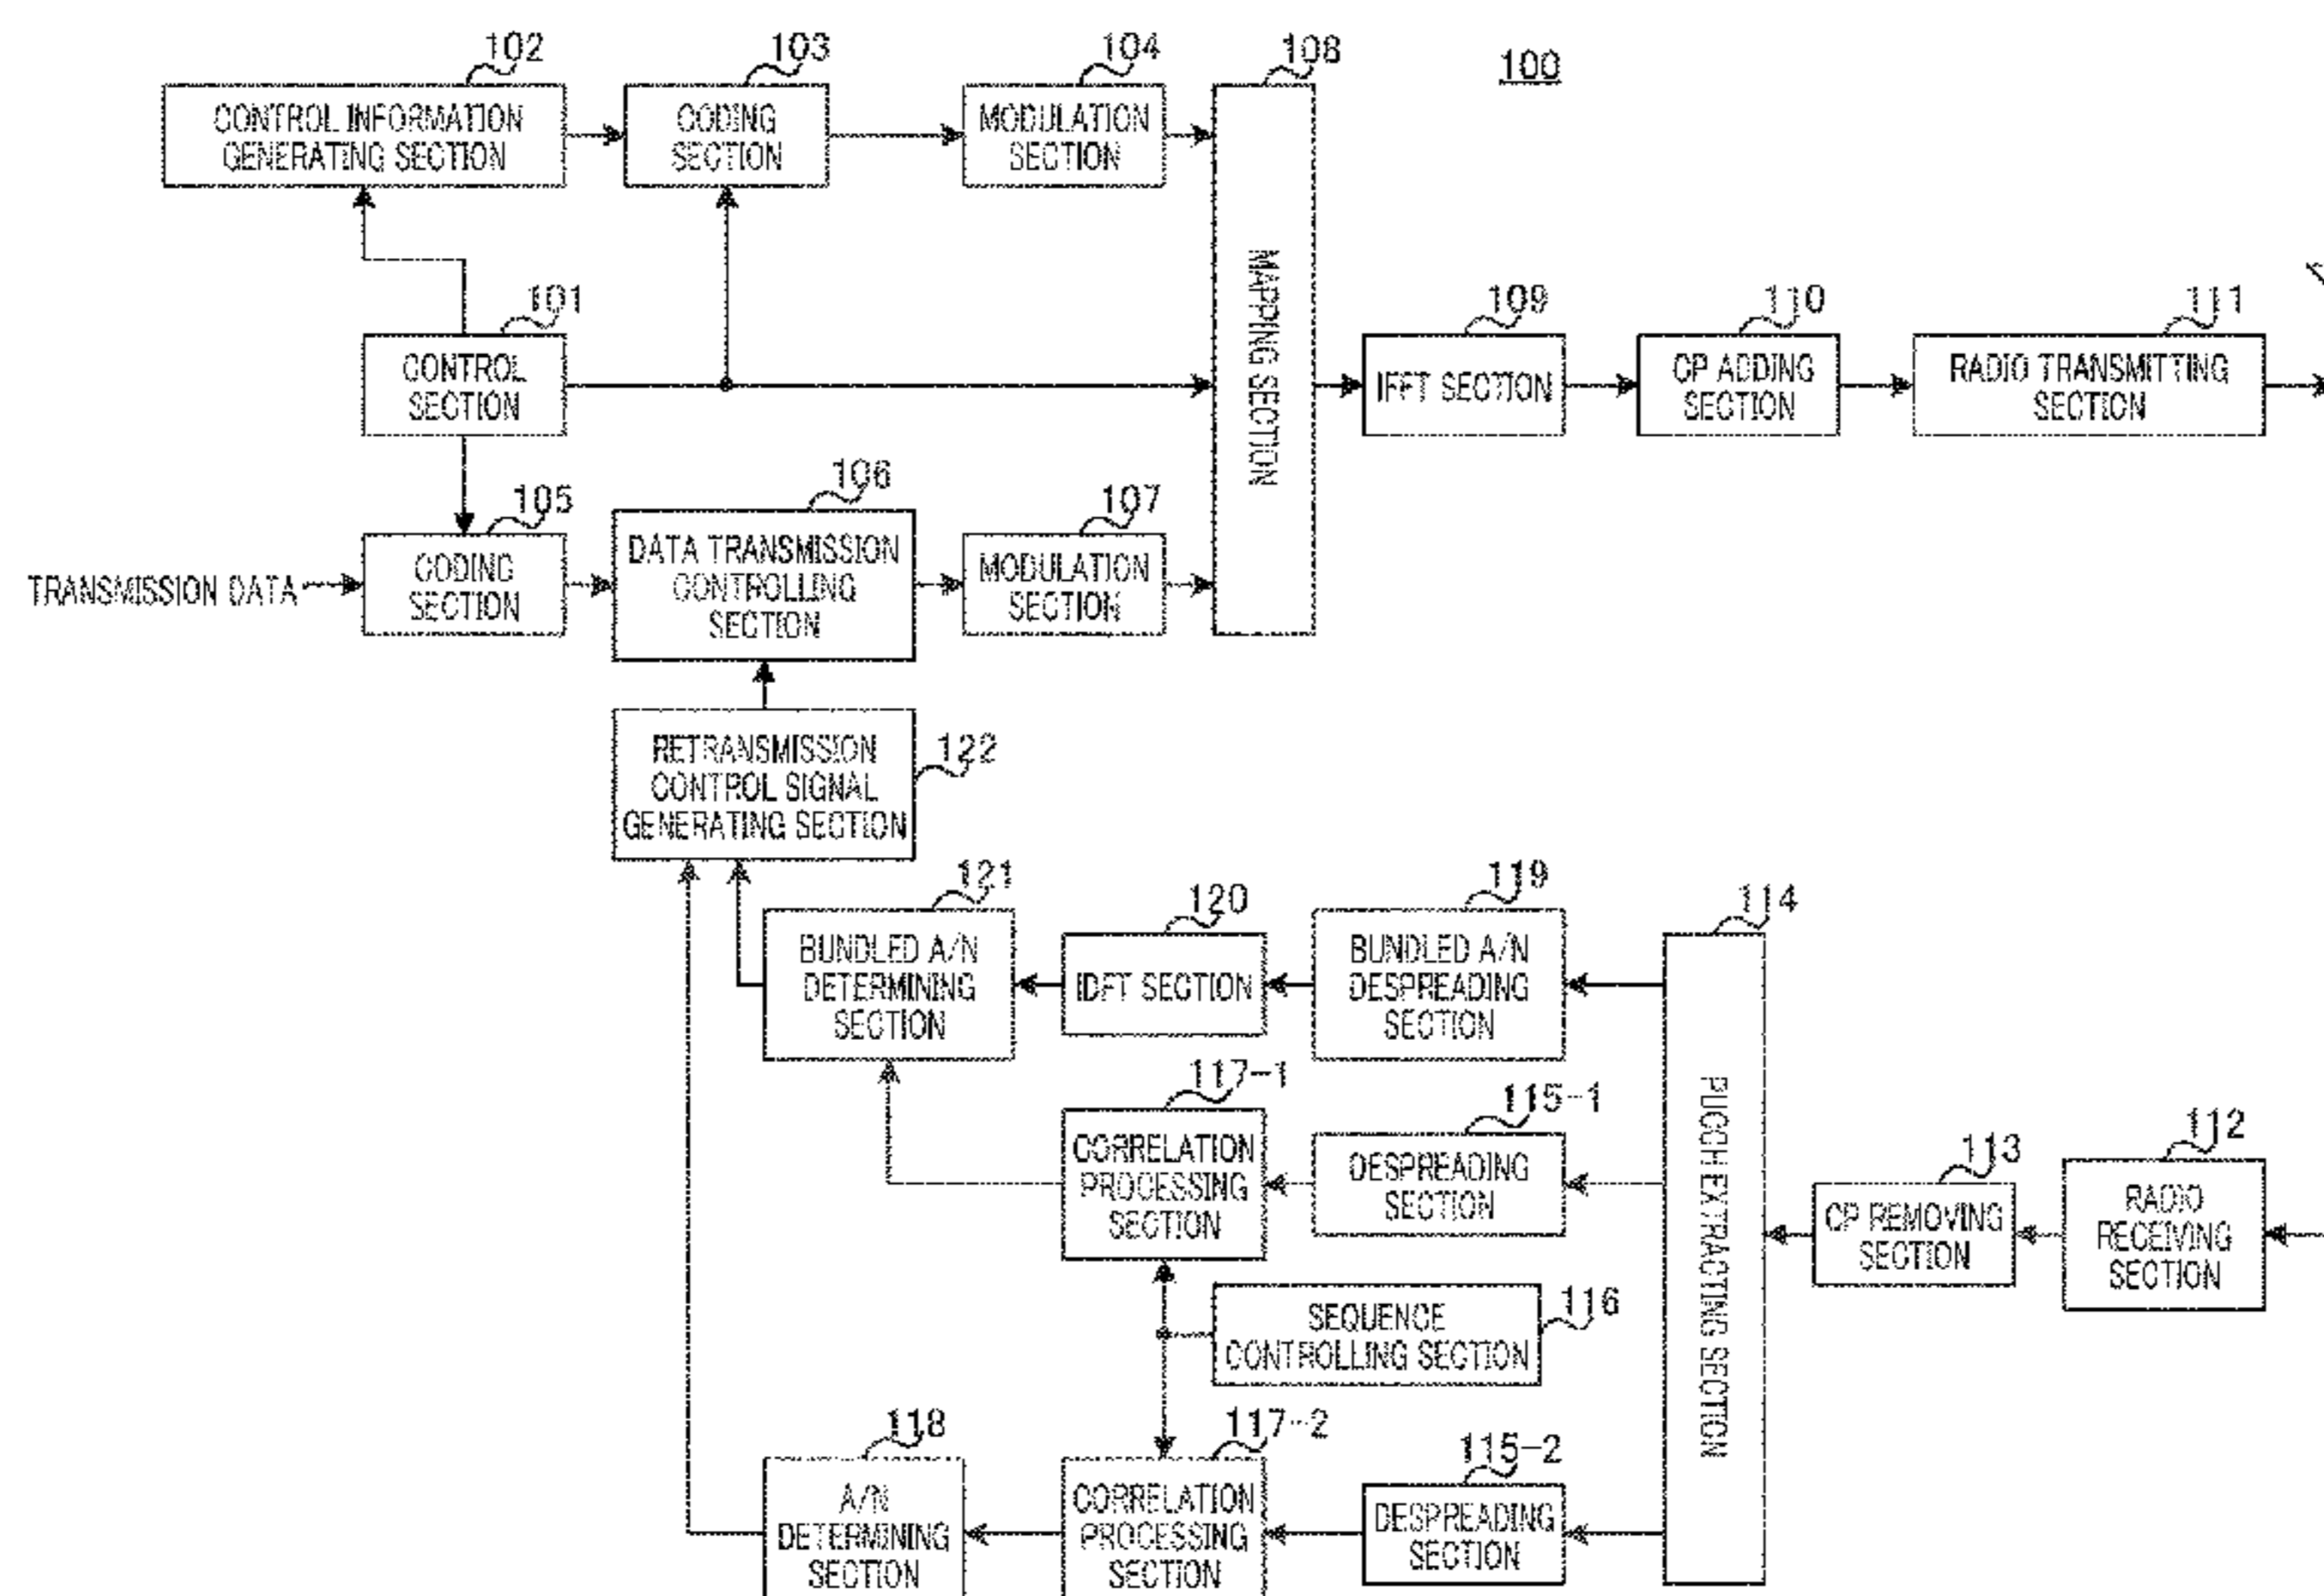 102
103
104
108
100
CONTROL INFORMATION
GENERATING SECTION
CODING
SECTION
MODULATION
SECTION
MAPPING SECTION
101
CONTROL
SECTION
109
IFFT SECTION
110
CP ADDING
SECTION
111
RADIO TRANSMITTING
SECTION
105
106
107
TRANSMISSION DATA
CODING
SECTION
DATA TRANSMISSION
CONTROLLING
SECTION
MODULATION
SECTION
RETRANSMISSION
CONTROL SIGNAL
GENERATING SECTION
122
121
120
119
114
BUNDLED A/N
DETERMINING
SECTION
IDFT SECTION
BUNDLED A/N
DESPREADING
SECTION
PUCCH EXTRACTING SECTION
117-1
115-1
113
112
CORRELATION
PROCESSING
SECTION
DESPREADING
SECTION
CP REMOVING
SECTION
RADIO
RECEIVING
SECTION
SEQUENCE
CONTROLLING SECTION
116
118
117-2
115-2
A/N
DETERMINING
SECTION
CORRELATION
PROCESSING
SECTION
DESPREADING
SECTION